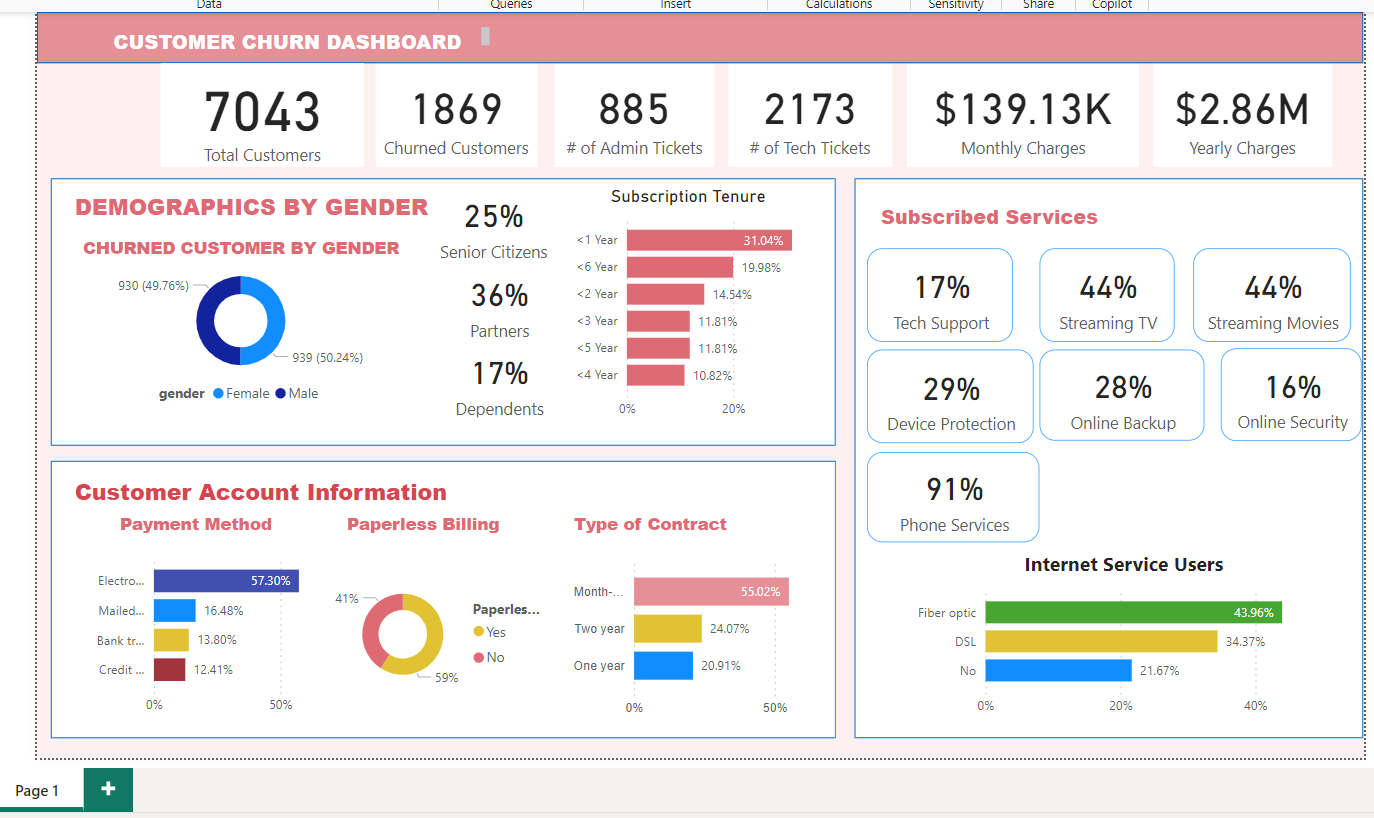 Data Queries Insert Calculations Sensitivity Share Copilot
CUSTOMER CHURN DASHBOARD
7043
Total Customers
1869
Churned Customers
885
# of Admin Tickets
2173
# of Tech Tickets
$139.13K
Monthly Charges
$2.86M
Yearly Charges
DEMOGRAPHICS BY GENDER
CHURNED CUSTOMER BY GENDER
930 (49.76%)
939 (50.24%)
gender Female Male
25%
Senior Citizens
36%
Partners
17%
Dependents
Subscription Tenure
<1 Year 31.04%
<6 Year 19.98%
<2 Year 14.54%
<3 Year 11.81%
<5 Year 11.81%
<4 Year 10.82%
0% 20%
Subscribed Services
17%
Tech Support
44%
Streaming TV
44%
Streaming Movies
29%
Device Protection
28%
Online Backup
16%
Online Security
91%
Phone Services
Internet Service Users
Fiber optic 43.96%
DSL 34.37%
No 21.67%
0% 20% 40%
Customer Account Information
Payment Method
Electro... 57.30%
Mailed... 16.48%
Bank tr... 13.80%
Credit ... 12.41%
0% 50%
Paperless Billing
41%
59%
Paperles...
Yes
No
Type of Contract
Month-... 55.02%
Two year 24.07%
One year 20.91%
0% 50%
Page 1 +